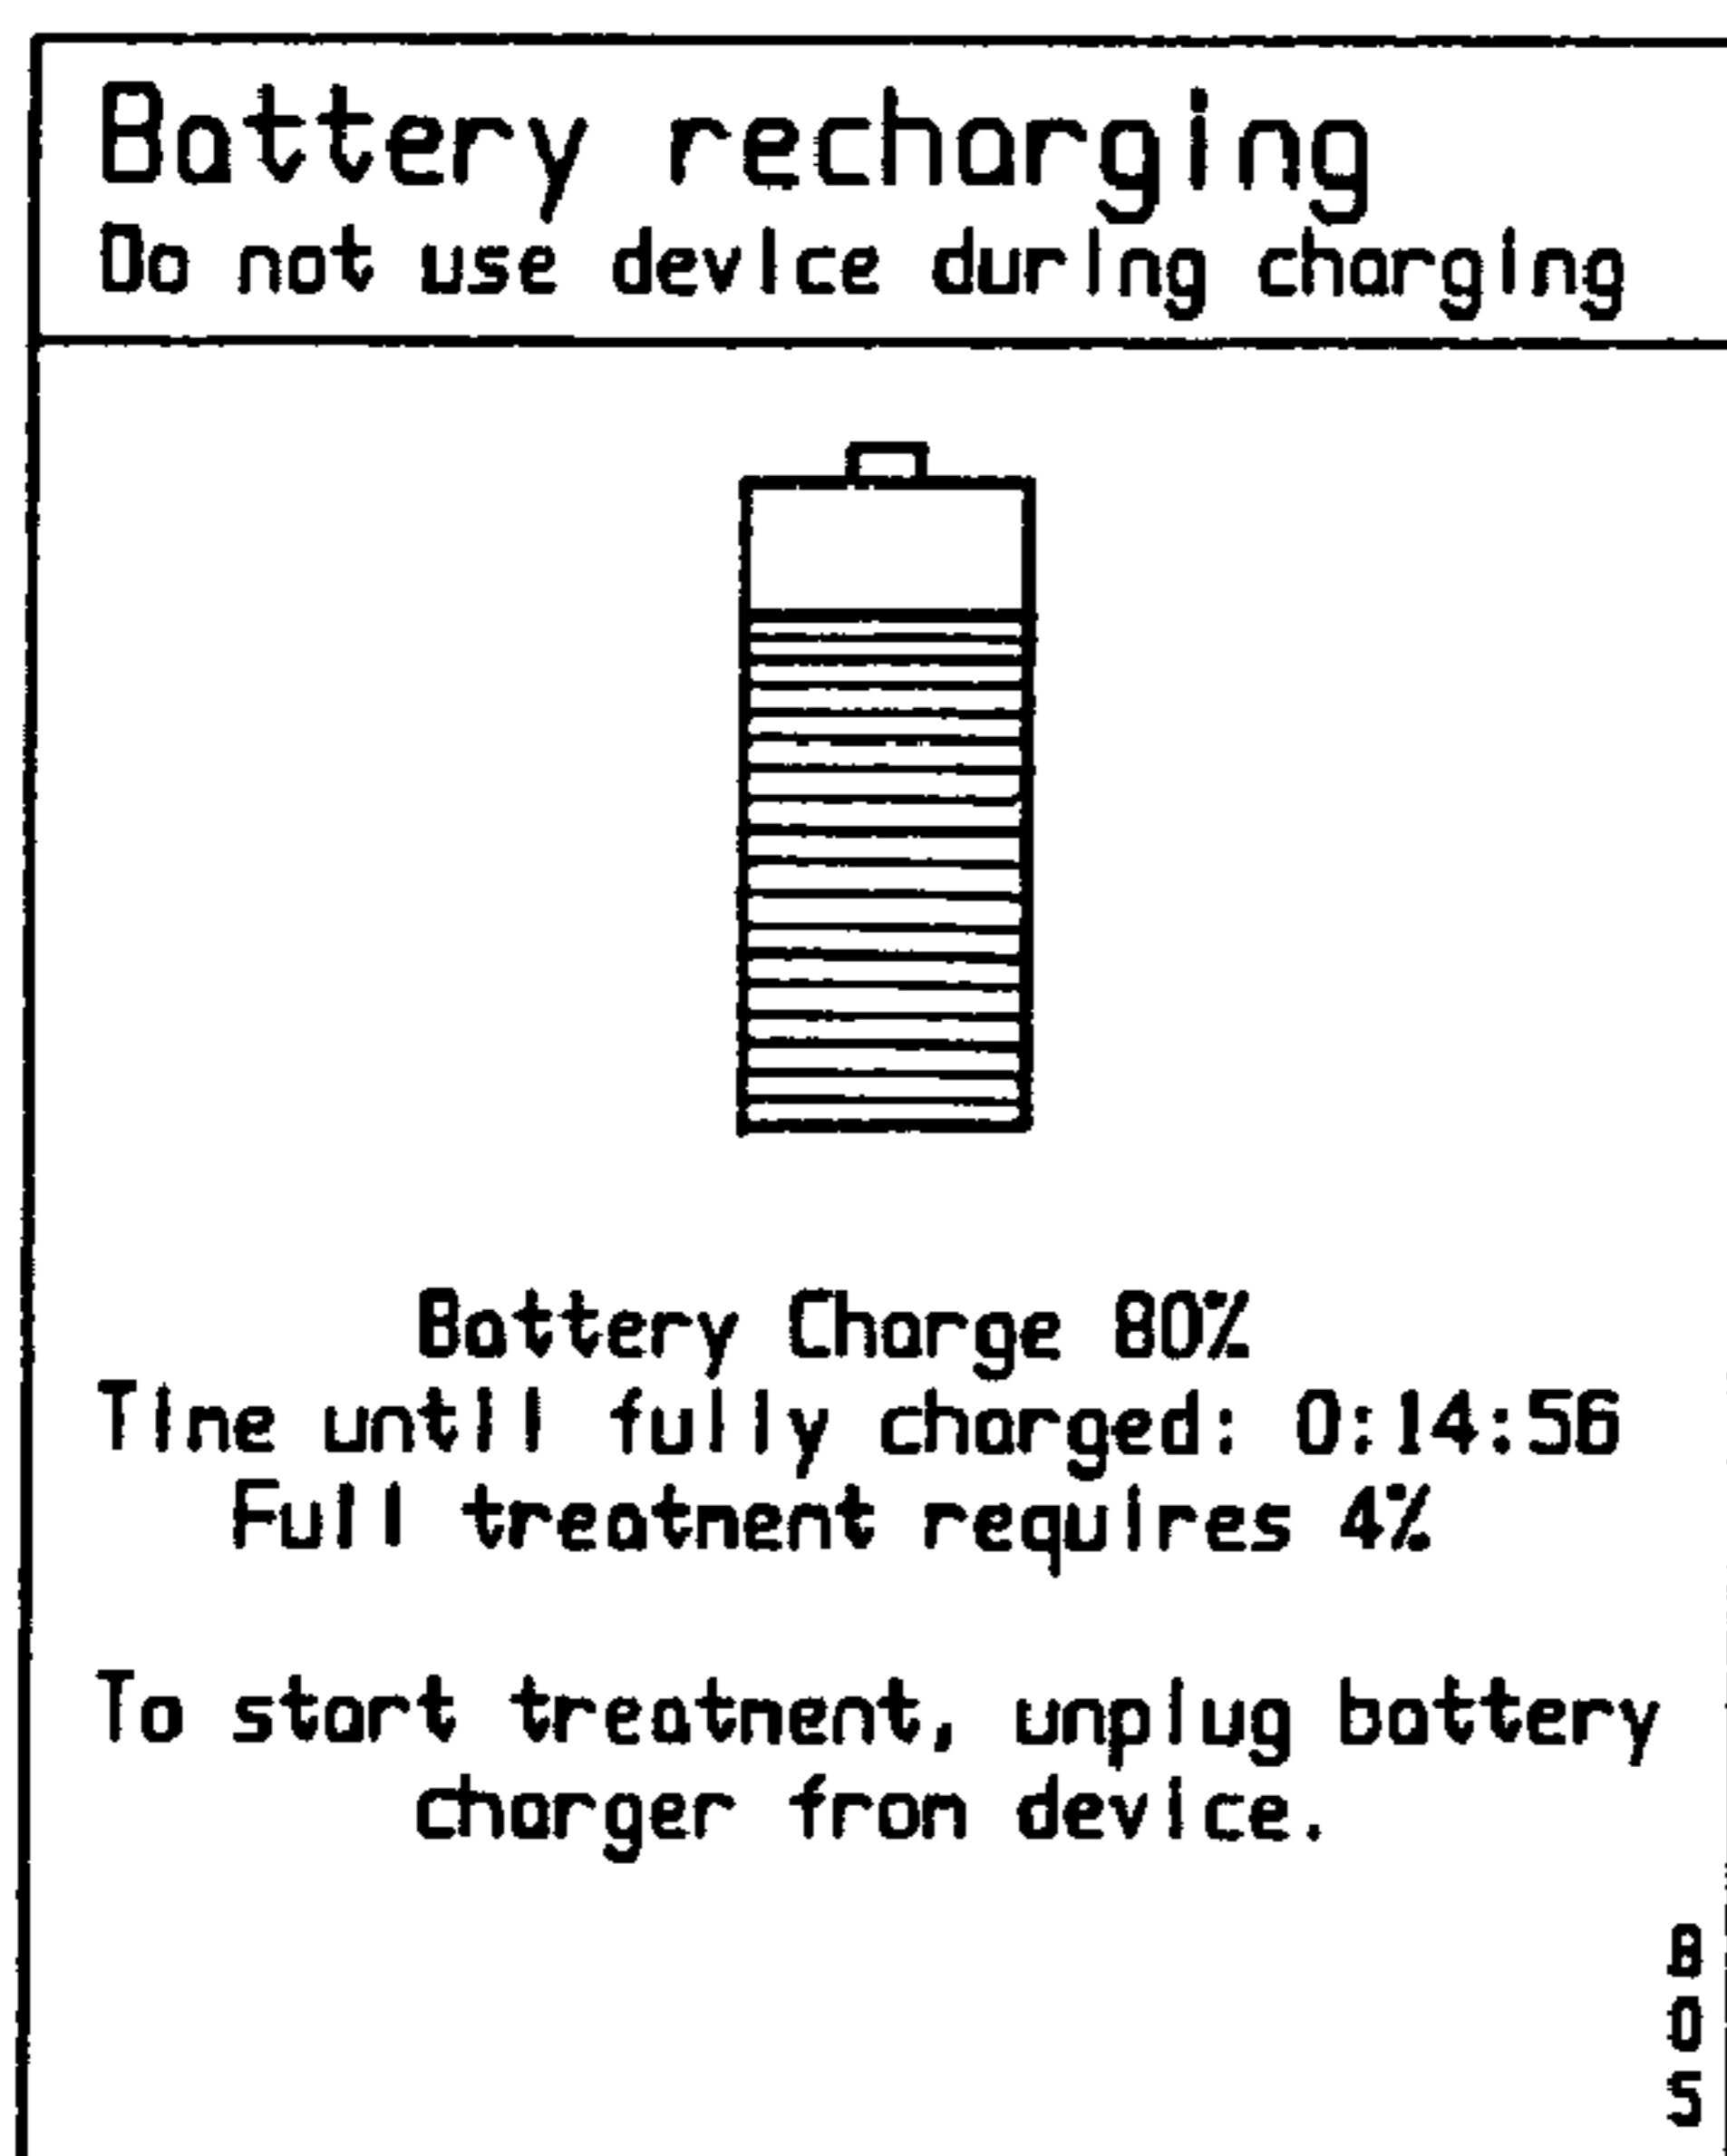 Battery recharging
Do not use device during charging
Battery Charge 80%
Time until fully charged: 0:14:56
Full treatment requires 4%
To start treatment, unplug battery
charger from device.
B
0
5